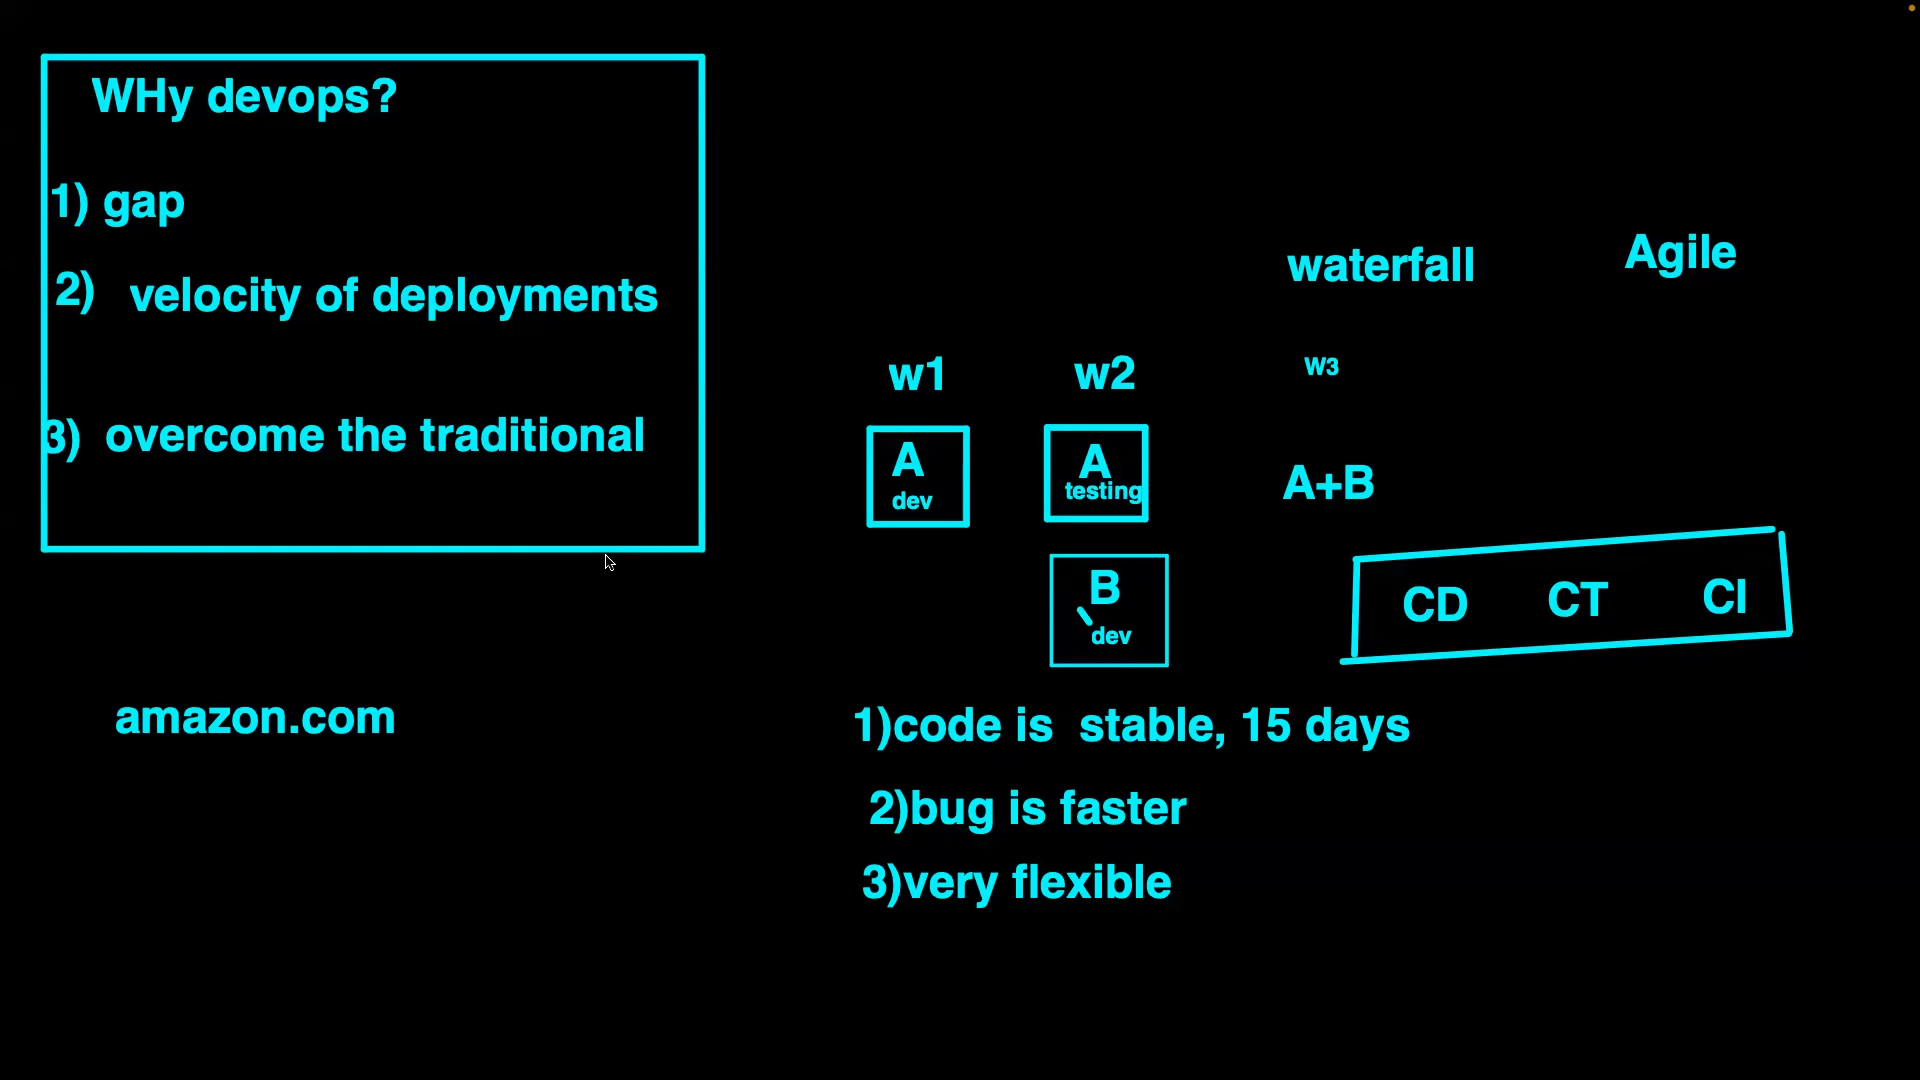 WHy devops?
1) gap
2) velocity of deployments
3) overcome the traditional
amazon.com
waterfall Agile
w1 w2 w3
A
dev
A
testing
A+B
B
dev
CD CT CI
1)code is stable, 15 days
2)bug is faster
3)very flexible